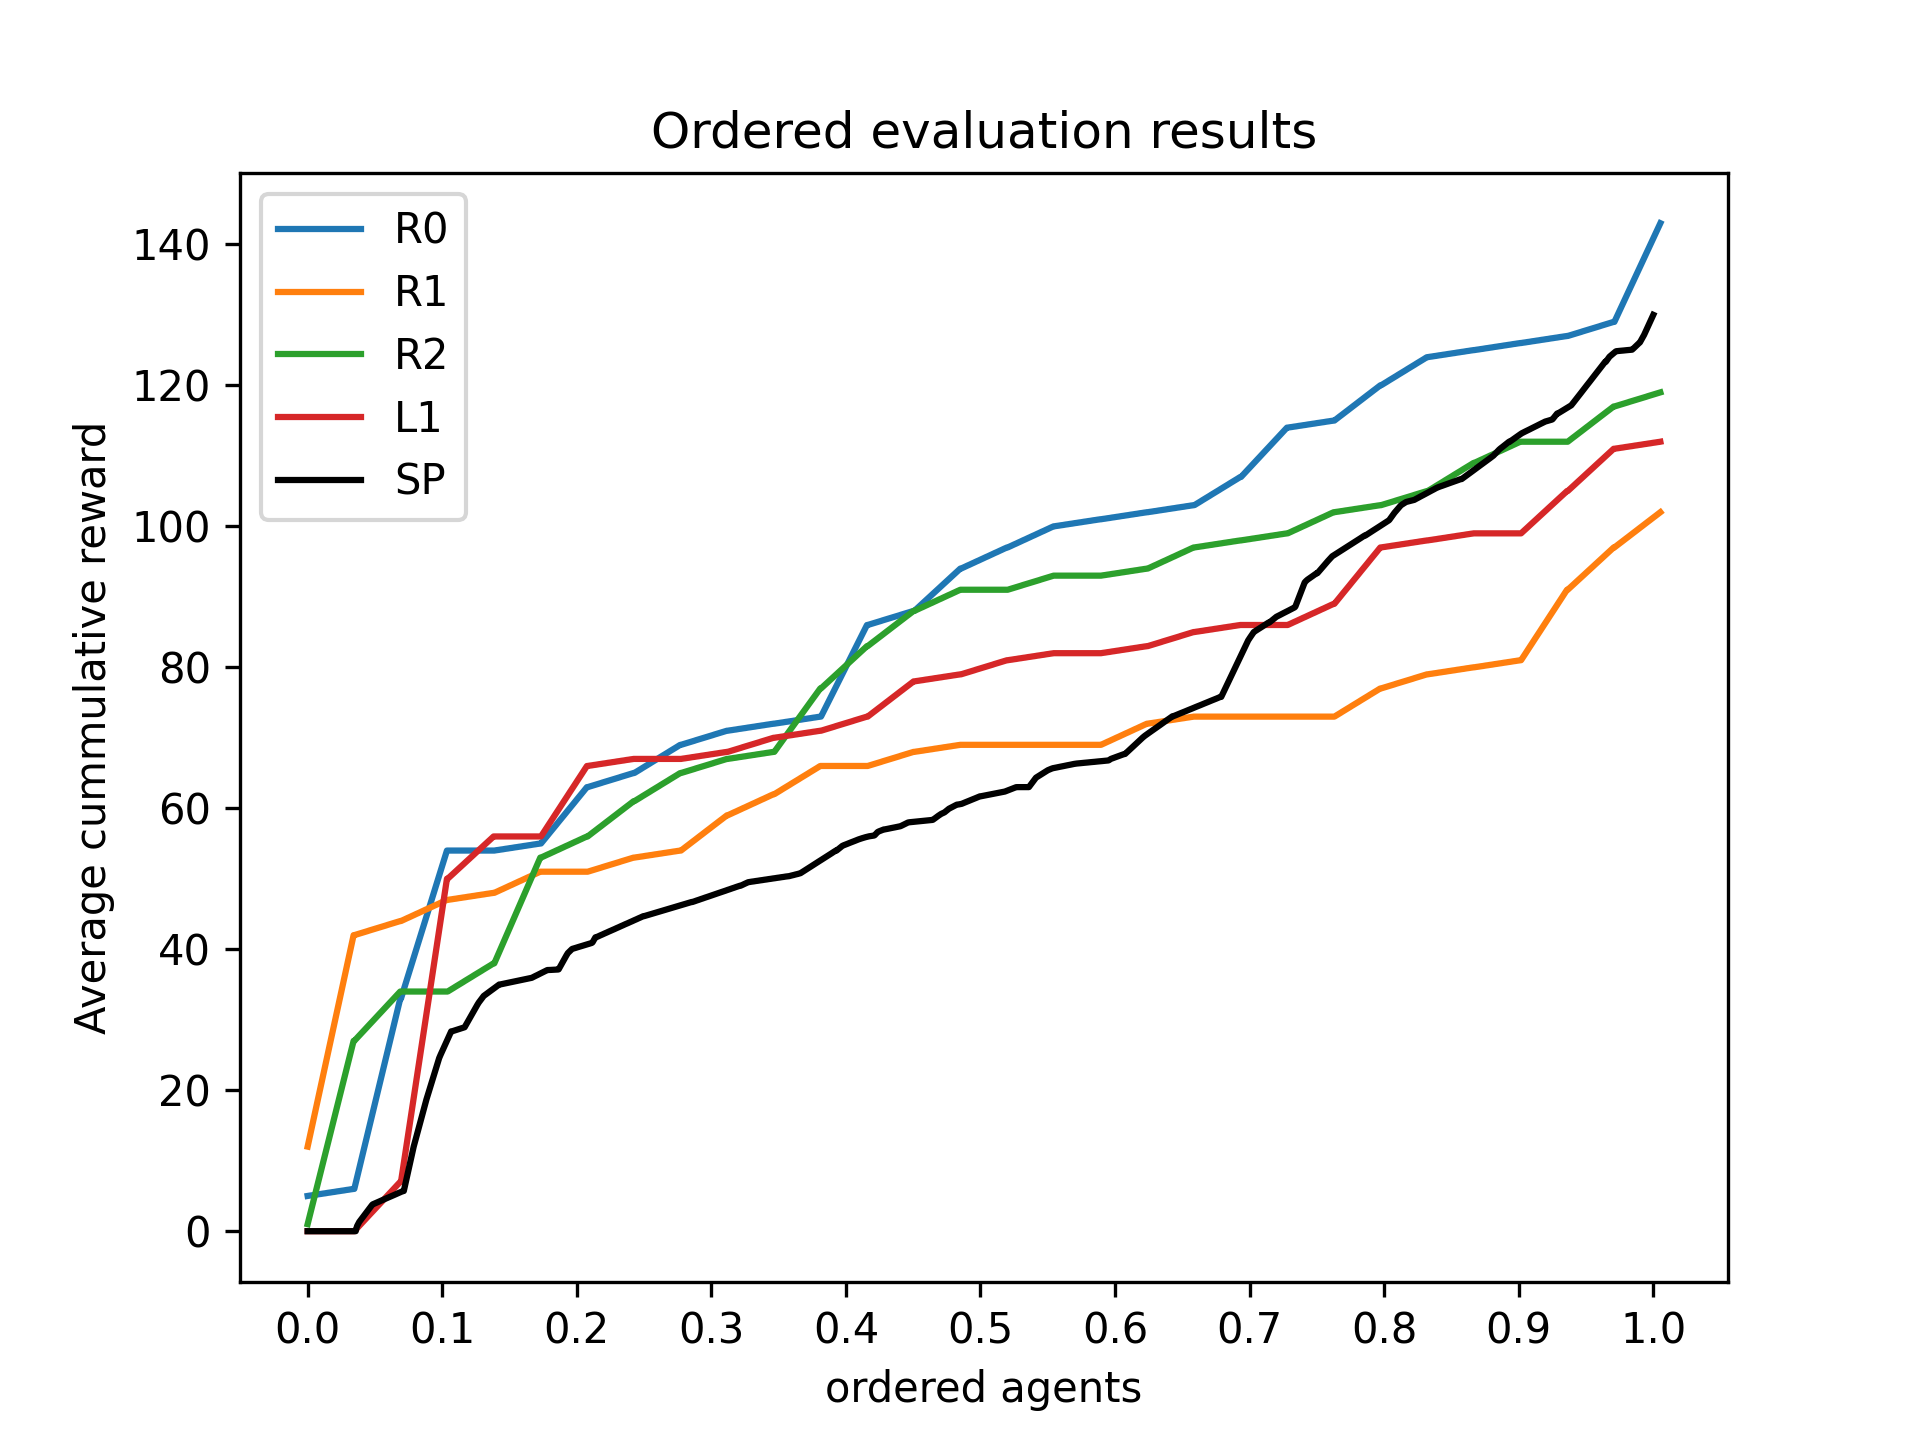 Ordered evaluation results
R0
R1
R2
L1
SP
Average cummulative reward
140
120
100
80
60
40
20
0
0.0 0.1 0.2 0.3 0.4 0.5 0.6 0.7 0.8 0.9 1.0
ordered agents